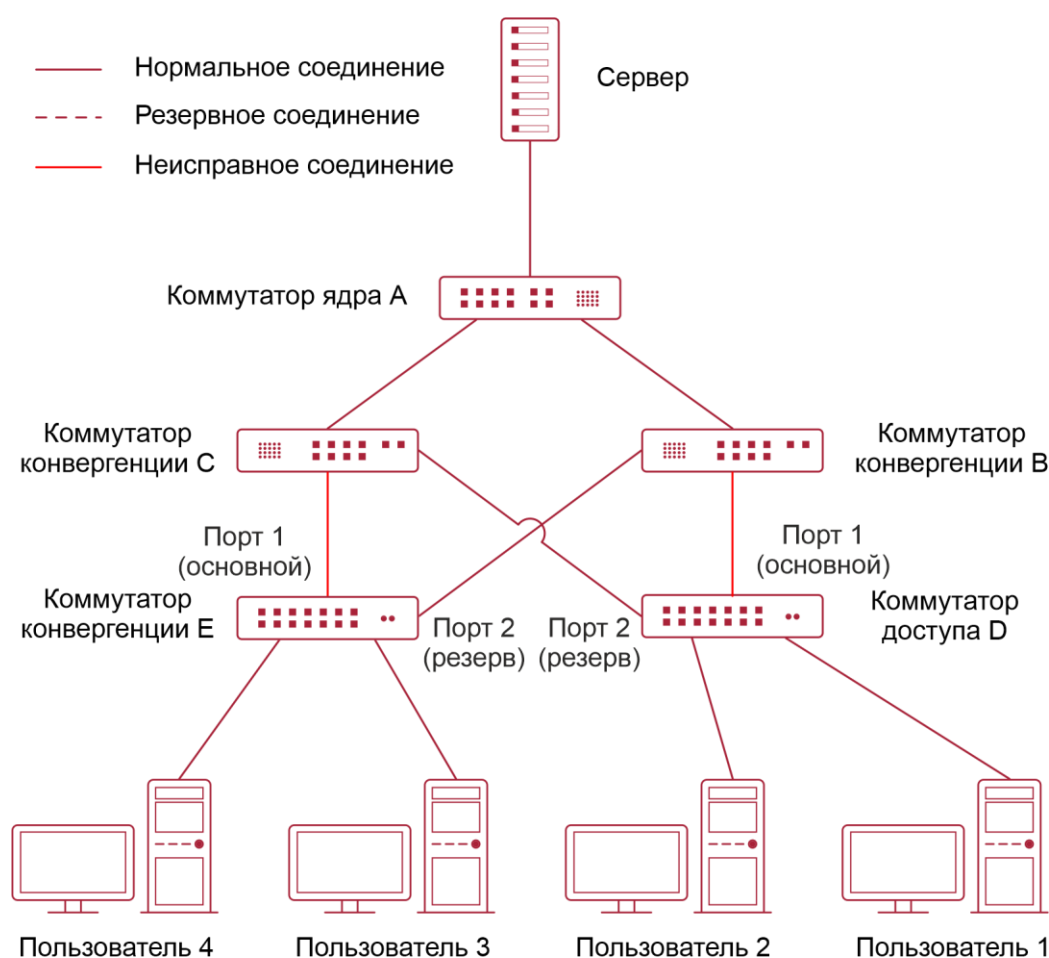 Нормальное соединение
Резервное соединение
Неисправное соединение
Сервер
Коммутатор ядра А
Коммутатор
конвергенции С
Коммутатор
конвергенции В
Порт 1
(основной)
Порт 1
(основной)
Коммутатор
конвергенции Е
Порт 2
(резерв)
Порт 2
(резерв)
Коммутатор
доступа D
Пользователь 4
Пользователь 3
Пользователь 2
Пользователь 1